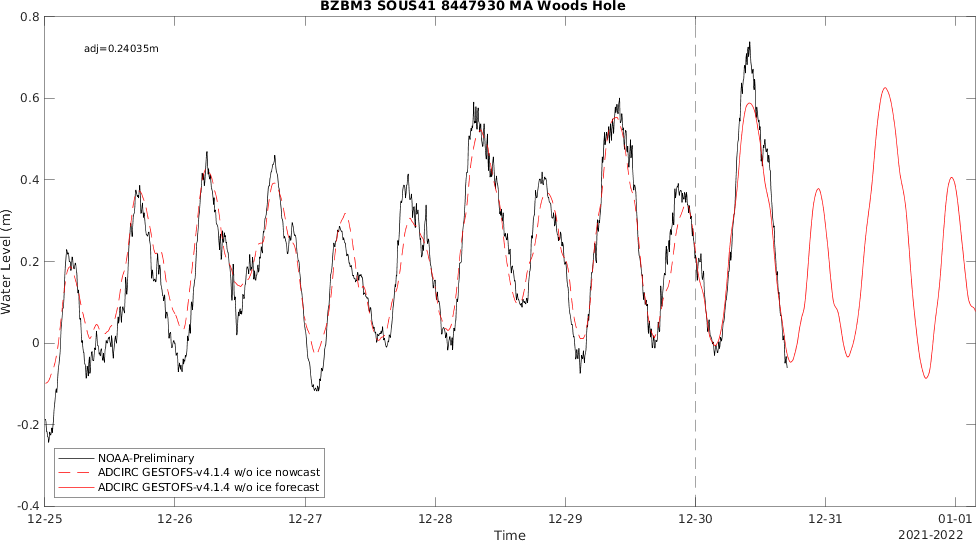 BZBM3 SOUS41 8447930 MA Woods Hole
adj=0.24035m
Water Level (m)
0.8
0.6
0.4
0.2
0
-0.2
-0.4
NOAA-Preliminary
ADCIRC GESTOFS-v4.1.4 w/o ice nowcast
ADCIRC GESTOFS-v4.1.4 w/o ice forecast
12-25 12-26 12-27 12-28 12-29 12-30 12-31 01-01
Time
2021-2022